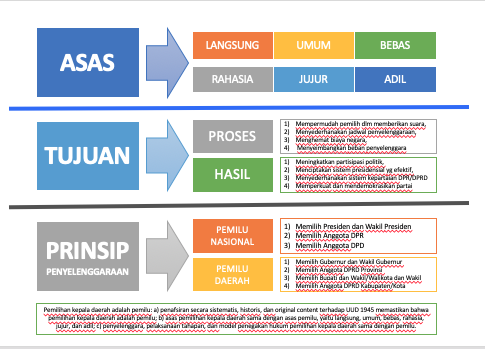 ASAS
LANGSUNG
UMUM
BEBAS
RAHASIA
JUJUR
ADIL
TUJUAN
PROSES
1) Mempermudah pemilih dlm memberikan suara,
2) Menyederhanakan jadwal penyelenggaraan,
3) Menghemat biaya negara,
4) Menyeimbangkan beban penyelenggara
HASIL
1) Meningkatkan partisipasi politik,
2) Menciptakan sistem presidensial yg efektif,
3) Menyederhanakan sistem kepartaian DPR/DPRD
4) Memperkuat dan mendemokrasikan partai
PRINSIP
PENYELENGGARAAN
PEMILU
NASIONAL
1) Memilih Presiden dan Wakil Presiden
2) Memilih Anggota DPR
3) Memilih Anggota DPD
PEMILU
DAERAH
1) Memilih Gubernur dan Wakil Gubernur
2) Memilih Anggota DPRD Provinsi
3) Memilih Bupati dan Wakil/Walikota dan Wakil
4) Memilih Anggota DPRD Kabupaten/Kota
Pemilihan kepala daerah adalah pemilu: a) penafsiran secara sistematis, historis, dan original content terhadap UUD 1945 memastikan bahwa
pemilihan kepala daerah adalah pemilu; b) asas pemilihan kepala daerah sama dengan asas pemilu, yaitu langsung, umum, bebas, rahasia,
jujur, dan adil; c) penyelenggara, pelaksanaan tahapan, dan model penegakan hukum pemilihan kepala daerah sama dengan pemilu.